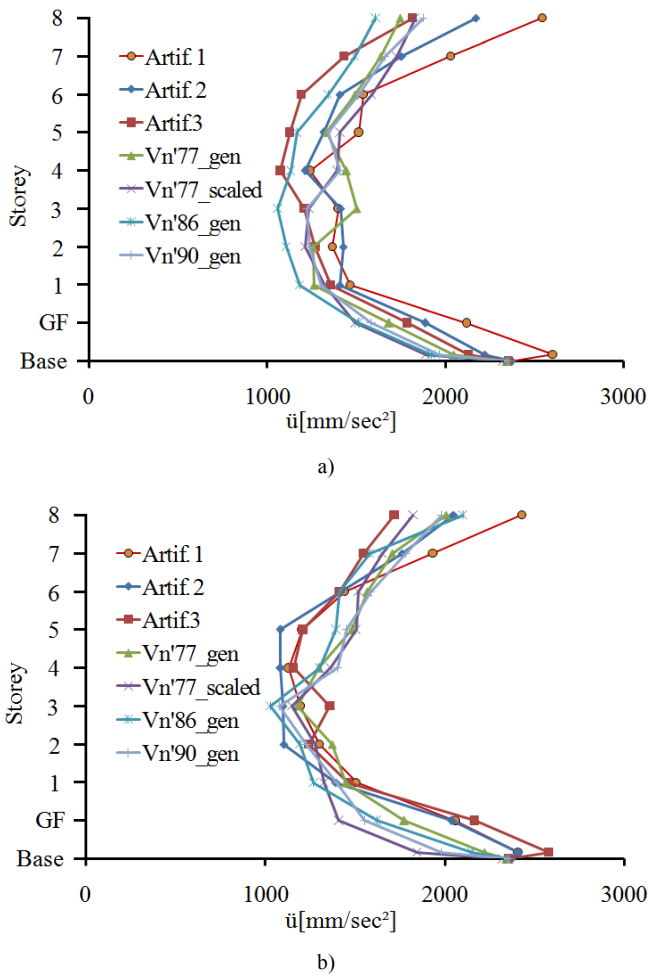 8
7
6
5
4
3
2
1
GF
Base
Storey
Artif. 1
Artif. 2
Artif.3
Vn'77_gen
Vn'77_scaled
Vn'86_gen
Vn'90_gen
0 1000 2000 3000
ü[mm/sec²]
a)
8
7
6
5
4
3
2
1
GF
Base
Storey
Artif. 1
Artif. 2
Artif.3
Vn'77_gen
Vn'77_scaled
Vn'86_gen
Vn'90_gen
0 1000 2000 3000
ü[mm/sec²]
b)